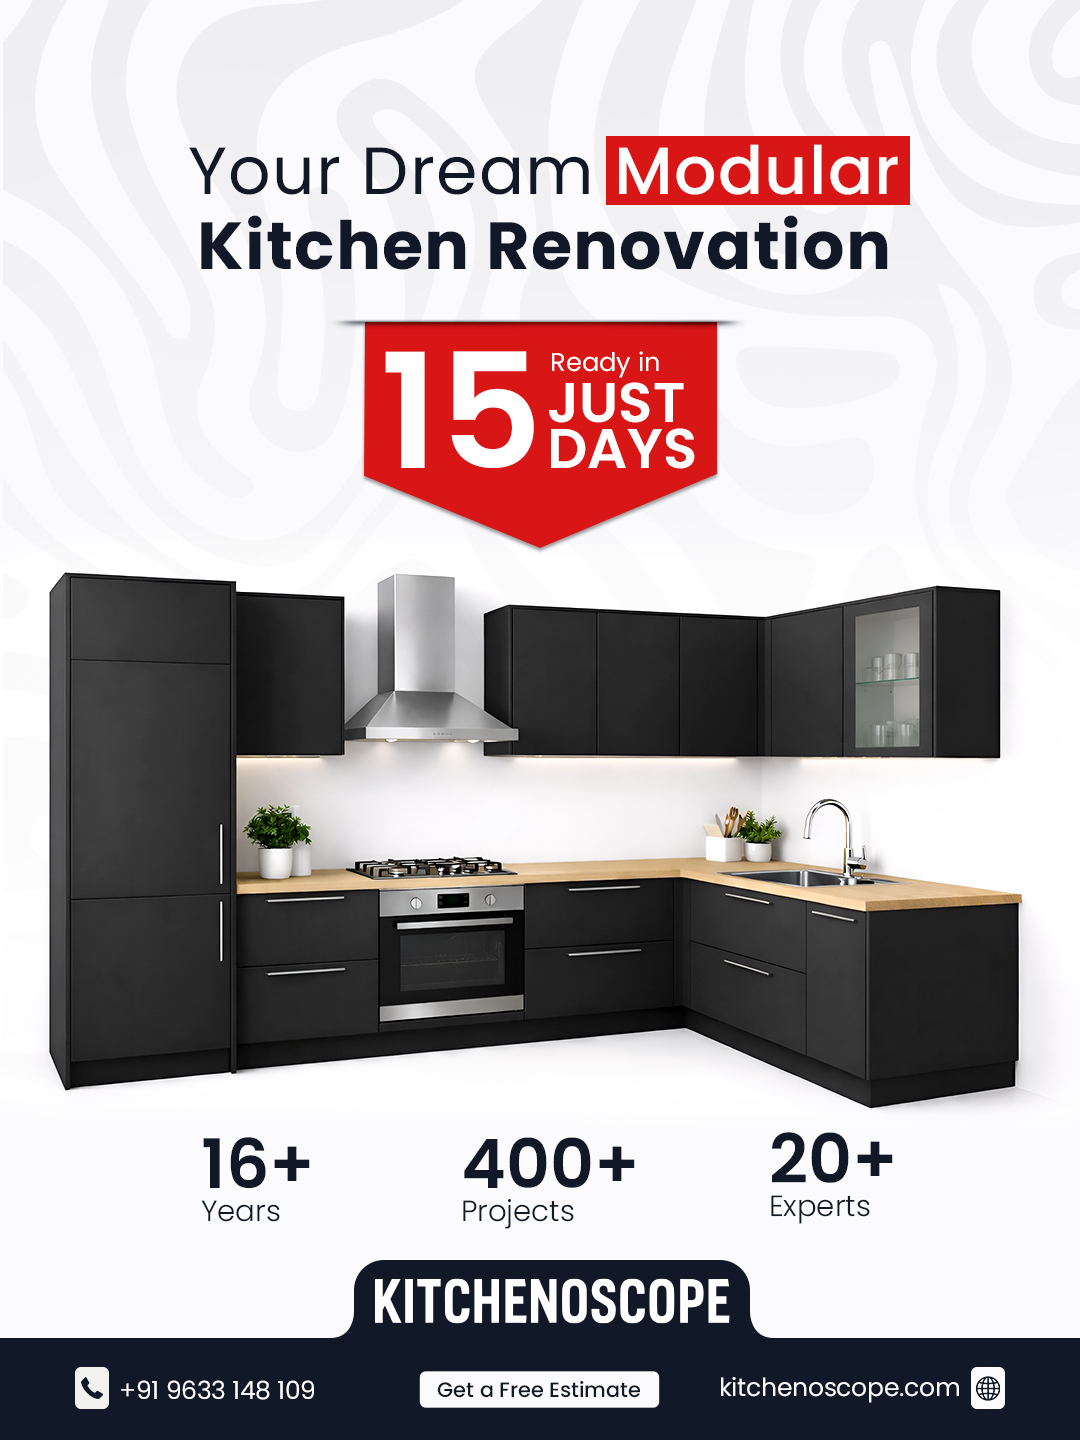 Your Dream Modular
Kitchen Renovation
15 Ready in
JUST
DAYS
16+
Years
400+
Projects
20+
Experts
KITCHENOSCOPE
+91 9633 148 109
Get a Free Estimate
kitchenoscope.com